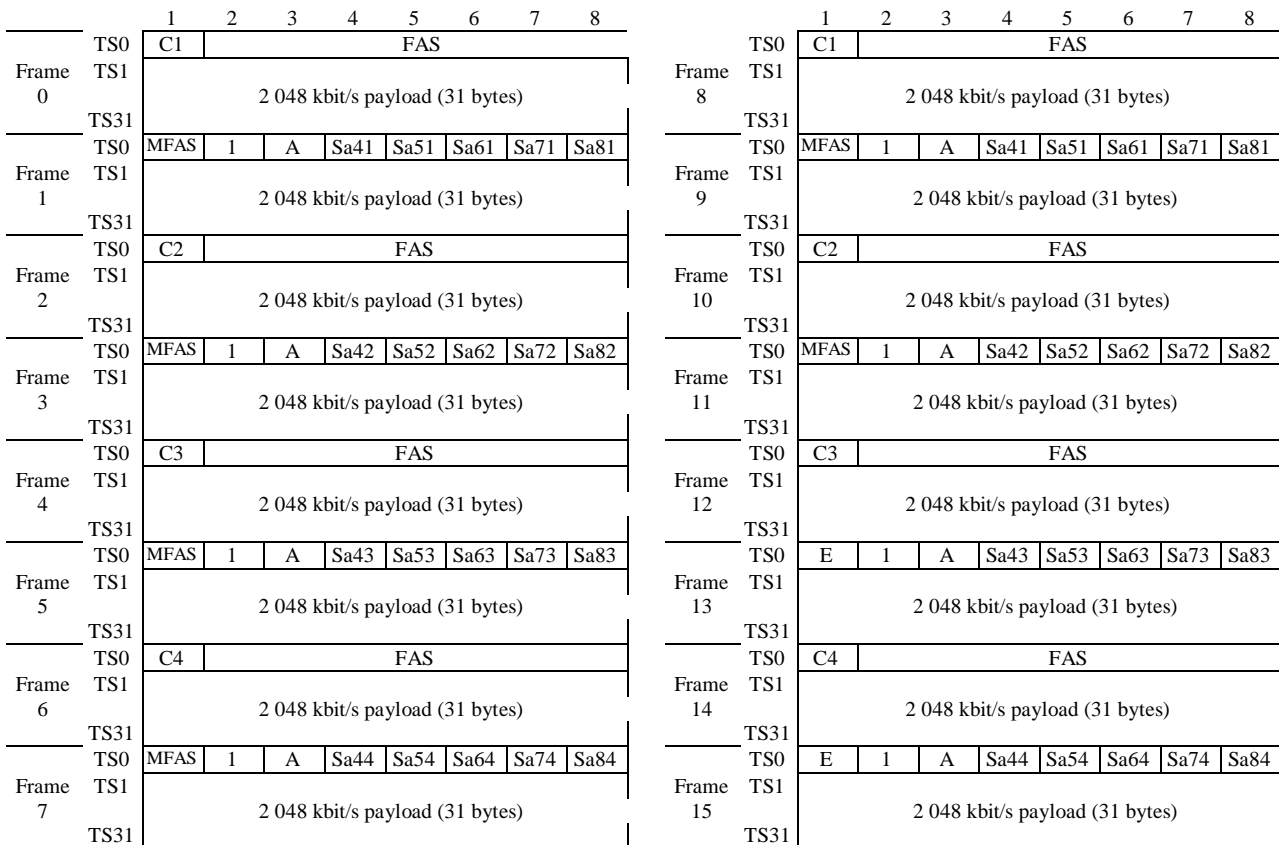 1 2 3 4 5 6 7 8
TS0 C1 FAS
Frame TS1
0 2 048 kbit/s payload (31 bytes)
TS31
TS0 MFAS 1 A Sa41 Sa51 Sa61 Sa71 Sa81
Frame TS1
1 2 048 kbit/s payload (31 bytes)
TS31
TS0 C2 FAS
Frame TS1
2 2 048 kbit/s payload (31 bytes)
TS31
TS0 MFAS 1 A Sa42 Sa52 Sa62 Sa72 Sa82
Frame TS1
3 2 048 kbit/s payload (31 bytes)
TS31
TS0 C3 FAS
Frame TS1
4 2 048 kbit/s payload (31 bytes)
TS31
TS0 MFAS 1 A Sa43 Sa53 Sa63 Sa73 Sa83
Frame TS1
5 2 048 kbit/s payload (31 bytes)
TS31
TS0 C4 FAS
Frame TS1
6 2 048 kbit/s payload (31 bytes)
TS31
TS0 MFAS 1 A Sa44 Sa54 Sa64 Sa74 Sa84
Frame TS1
7 2 048 kbit/s payload (31 bytes)
TS31
1 2 3 4 5 6 7 8
TS0 C1 FAS
Frame TS1
8 2 048 kbit/s payload (31 bytes)
TS31
TS0 MFAS 1 A Sa41 Sa51 Sa61 Sa71 Sa81
Frame TS1
9 2 048 kbit/s payload (31 bytes)
TS31
TS0 C2 FAS
Frame TS1
10 2 048 kbit/s payload (31 bytes)
TS31
TS0 MFAS 1 A Sa42 Sa52 Sa62 Sa72 Sa82
Frame TS1
11 2 048 kbit/s payload (31 bytes)
TS31
TS0 C3 FAS
Frame TS1
12 2 048 kbit/s payload (31 bytes)
TS31
TS0 E 1 A Sa43 Sa53 Sa63 Sa73 Sa83
Frame TS1
13 2 048 kbit/s payload (31 bytes)
TS31
TS0 C4 FAS
Frame TS1
14 2 048 kbit/s payload (31 bytes)
TS31
TS0 E 1 A Sa44 Sa54 Sa64 Sa74 Sa84
Frame TS1
15 2 048 kbit/s payload (31 bytes)
TS31